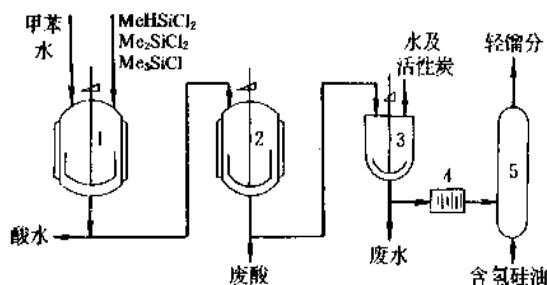 甲苯
水
MeHSiCl₂
Me₂SiCl₂
Me₃SiCl
水及
活性炭
轻馏分
1
2
3
4
5
酸水
废酸
废水
含氢硅油